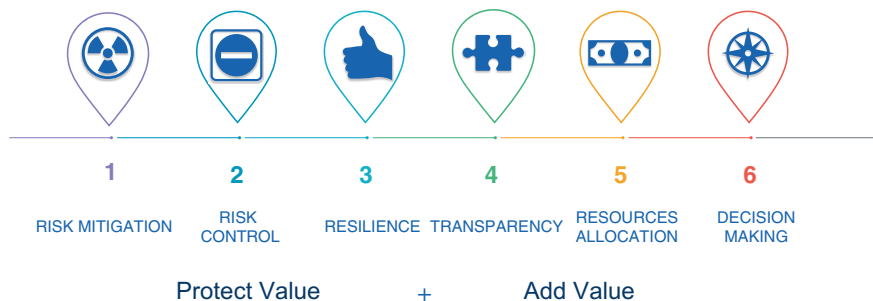 1 2 3 4 5 6
RISK MITIGATION
RISK
CONTROL
RESILIENCE
TRANSPARENCY
RESOURCES
ALLOCATION
DECISION
MAKING
Protect Value + Add Value